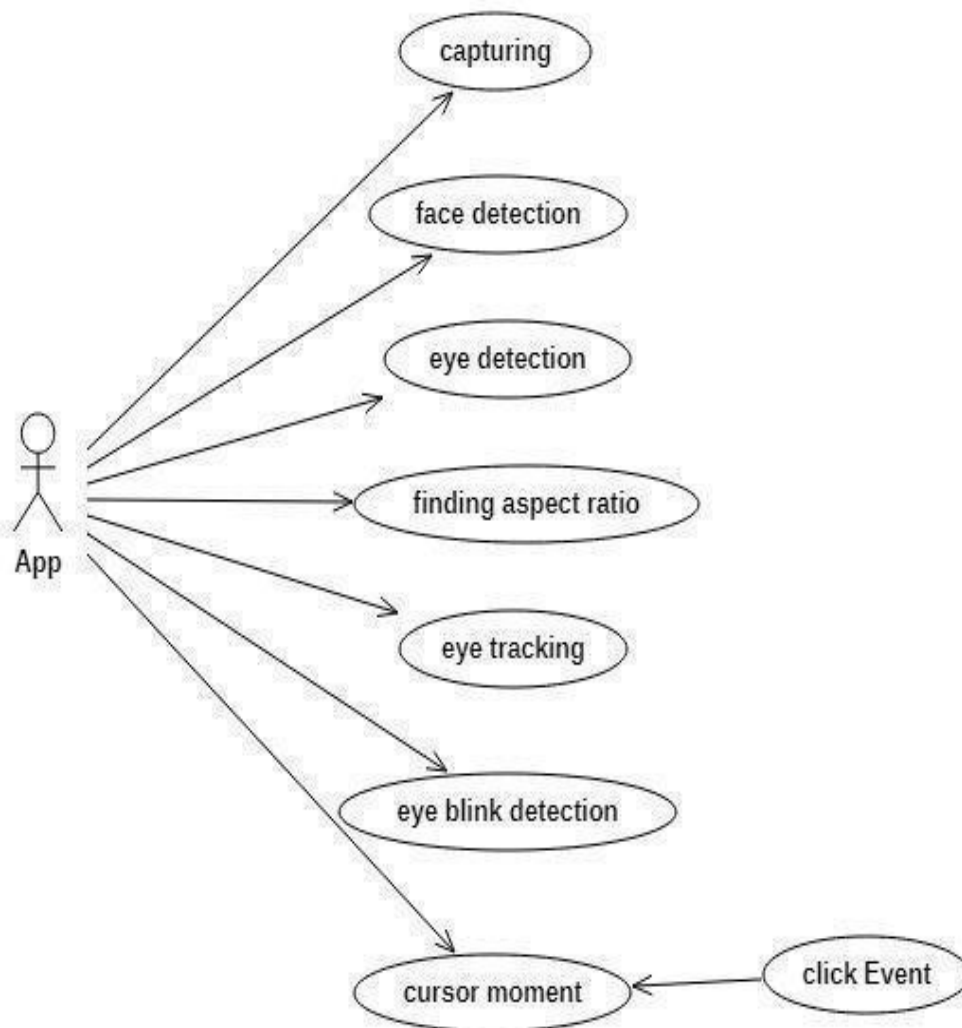 capturing
face detection
eye detection
App
finding aspect ratio
eye tracking
eye blink detection
cursor moment
click Event